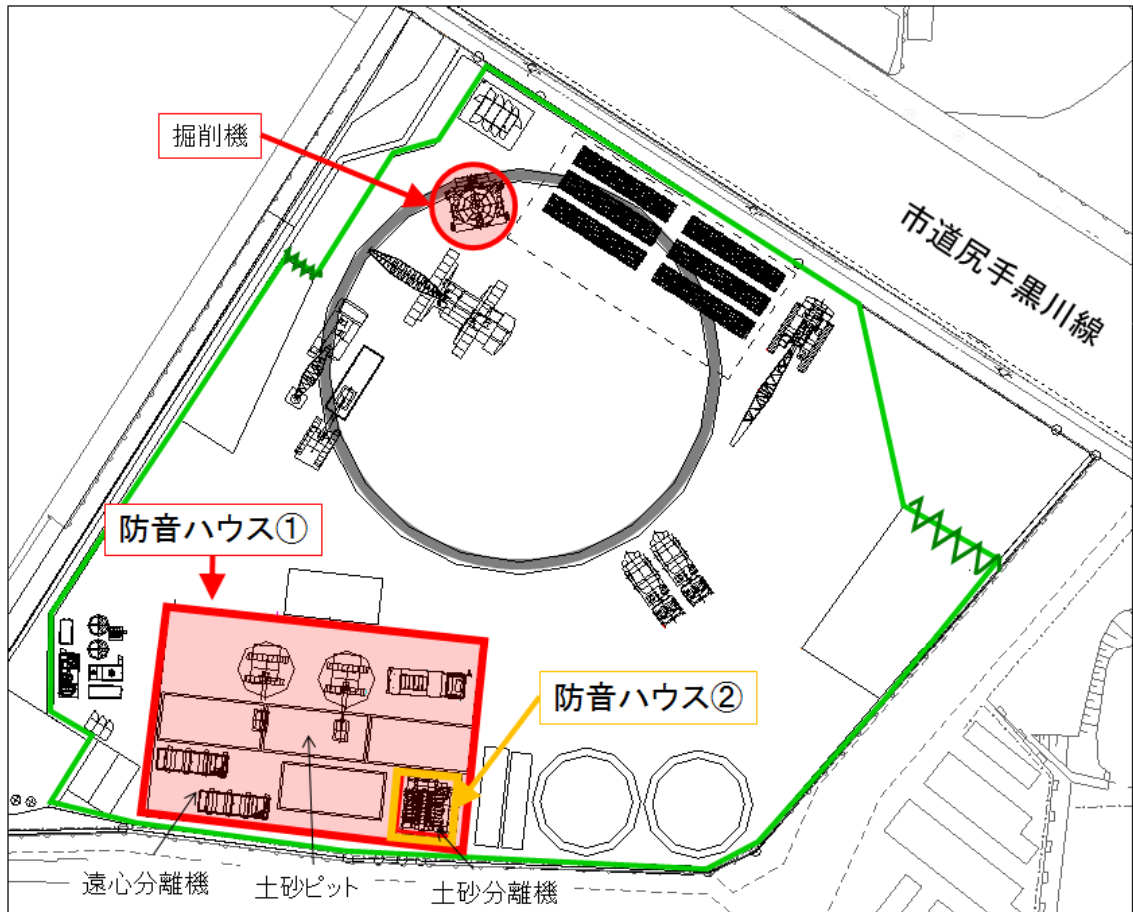 掘削機
市道尻手黒川線
防音ハウス①
防音ハウス②
遠心分離機
土砂ピット
土砂分離機